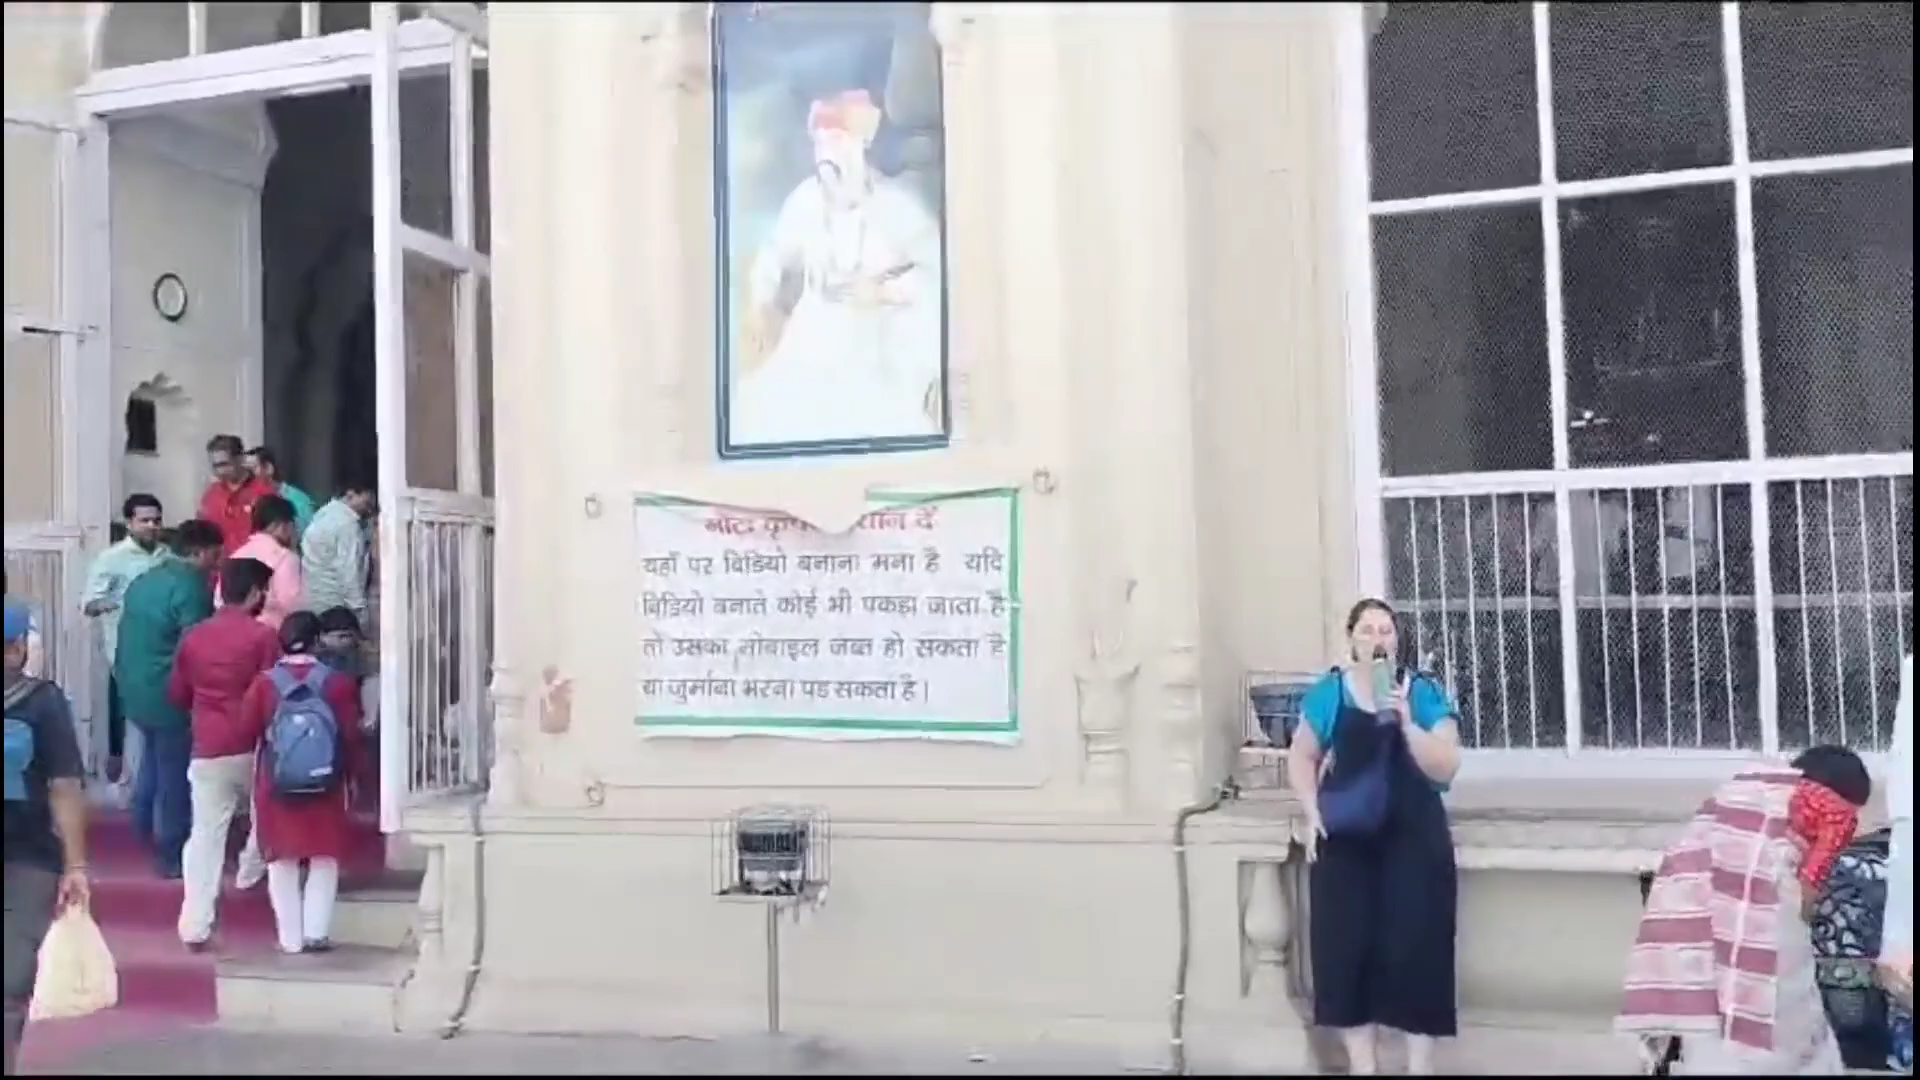 नोटः कृप ध्यान दें
यहाँ पर विडियो बनाना मना है यदि
विडियो बनाते कोई भी पकड़ा जाता है
तो उसका मोबाइल जब्त हो सकता है
या जुर्माना भरना पड सकता है।